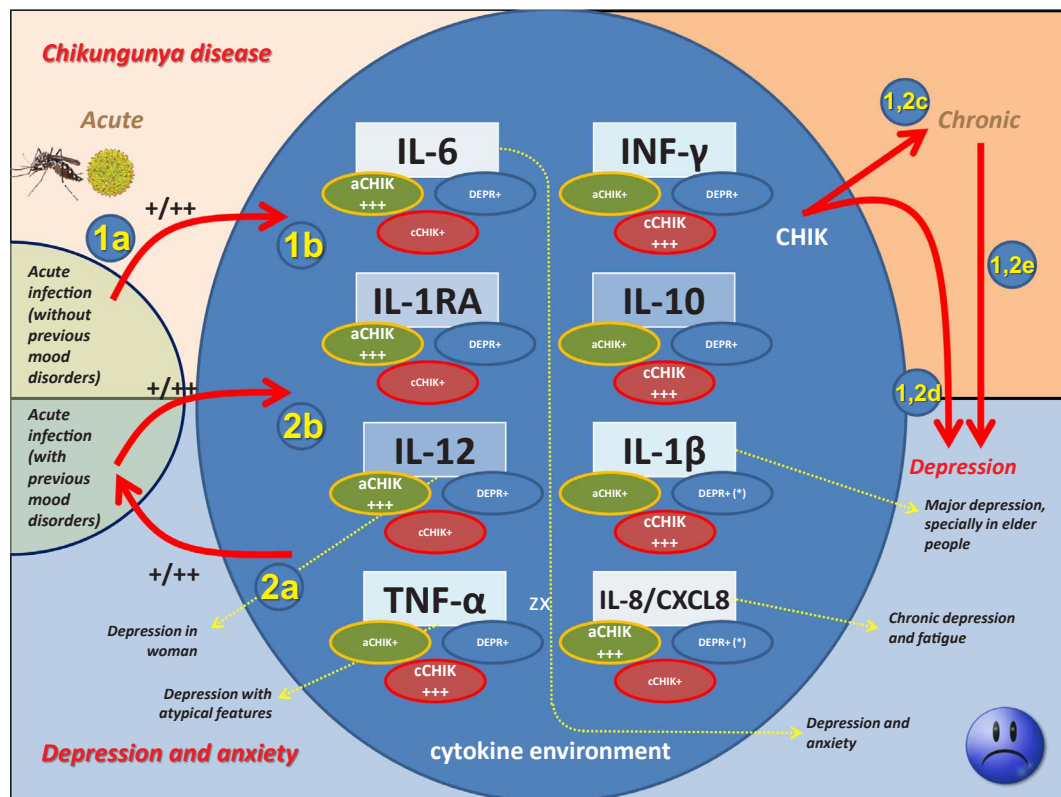 Chikungunya disease
Acute
+/++
1a
1b
Acute
infection
(without
previous
mood
disorders)
+/++
Acute
infection
(with
previous
mood
disorders)
2b
+/++
2a
IL-6
aCHIK
+++
DEPR+
cCHIK+
INF-γ
aCHIK+
DEPR+
cCHIK
+++
IL-1RA
aCHIK
+++
DEPR+
cCHIK+
IL-10
aCHIK+
DEPR+
cCHIK
+++
IL-12
aCHIK
+++
DEPR+
cCHIK+
IL-1β
aCHIK+
DEPR+ (*)
cCHIK
+++
TNF-α
aCHIK+
DEPR+
cCHIK
+++
zx
IL-8/CXCL8
aCHIK
+++
DEPR+ (*)
cCHIK+
cytokine environment
CHIK
1,2c
Chronic
1,2e
1,2d
Depression
Major depression,
specially in elder
people
Chronic depression
and fatigue
Depression and
anxiety
Depression in
woman
Depression with
atypical features
Depression and anxiety